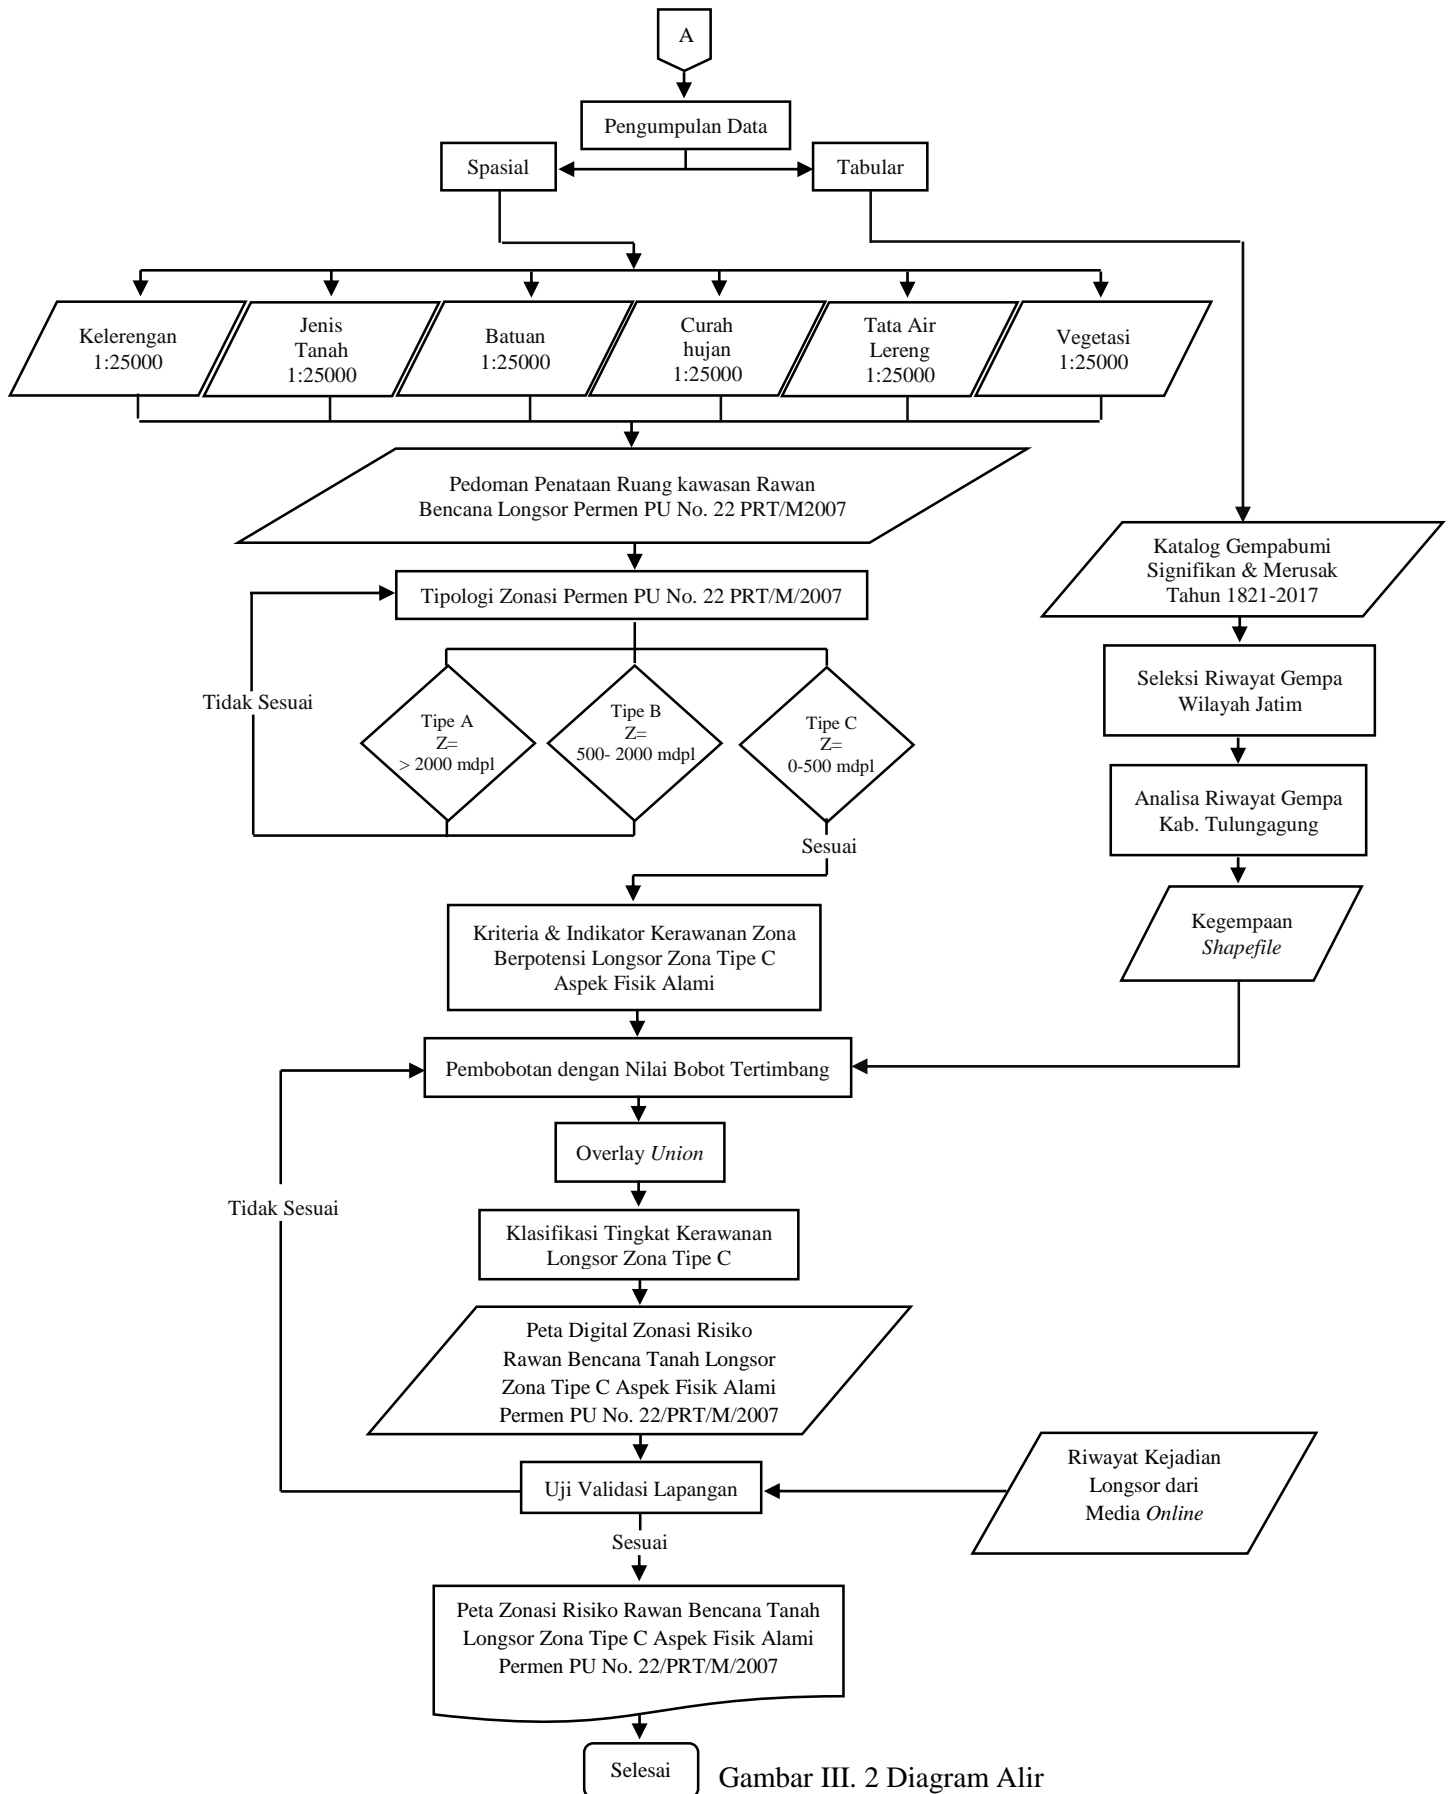 A
Pengumpulan Data
Spasial
Tabular
Kelerengan
1:25000
Jenis
Tanah
1:25000
Batuan
1:25000
Curah
hujan
1:25000
Tata Air
Lereng
1:25000
Vegetasi
1:25000
Pedoman Penataan Ruang kawasan Rawan
Bencana Longsor Permen PU No. 22 PRT/M2007
Katalog Gempabumi
Signifikan & Merusak
Tahun 1821-2017
Tipologi Zonasi Permen PU No. 22 PRT/M/2007
Seleksi Riwayat Gempa
Wilayah Jatim
Tidak Sesuai
Tipe A
Z=
> 2000 mdpl
Tipe B
Z=
500- 2000 mdpl
Tipe C
Z=
0-500 mdpl
Analisa Riwayat Gempa
Kab. Tulungagung
Sesuai
Kegempaan
Shapefile
Kriteria & Indikator Kerawanan Zona
Berpotensi Longsor Zona Tipe C
Aspek Fisik Alami
Pembobotan dengan Nilai Bobot Tertimbang
Overlay Union
Tidak Sesuai
Klasifikasi Tingkat Kerawanan
Longsor Zona Tipe C
Peta Digital Zonasi Risiko
Rawan Bencana Tanah Longsor
Zona Tipe C Aspek Fisik Alami
Permen PU No. 22/PRT/M/2007
Riwayat Kejadian
Longsor dari
Media Online
Uji Validasi Lapangan
Sesuai
Peta Zonasi Risiko Rawan Bencana Tanah
Longsor Zona Tipe C Aspek Fisik Alami
Permen PU No. 22/PRT/M/2007
Selesai
Gambar III. 2 Diagram Alir